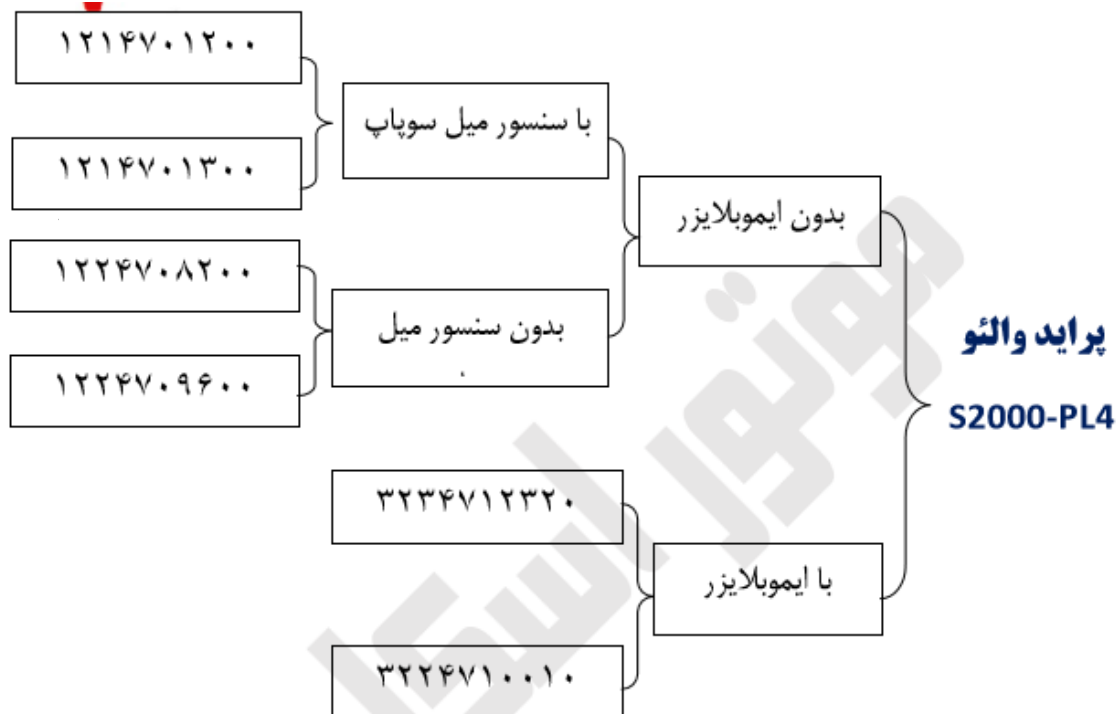 پراید والئو
S2000-PL4
بدون ایموبلایزر
با سنسور میل سوپاپ
۱۲۱۴۷۰۱۲۰۰
۱۲۱۴۷۰۱۳۰۰
بدون سنسور میل
۱۲۲۴۷۰۸۲۰۰
۱۲۲۴۷۰۹۶۰۰
با ایموبلایزر
۳۲۳۴۷۱۲۳۲۰
۳۲۲۴۷۱۰۰۱۰